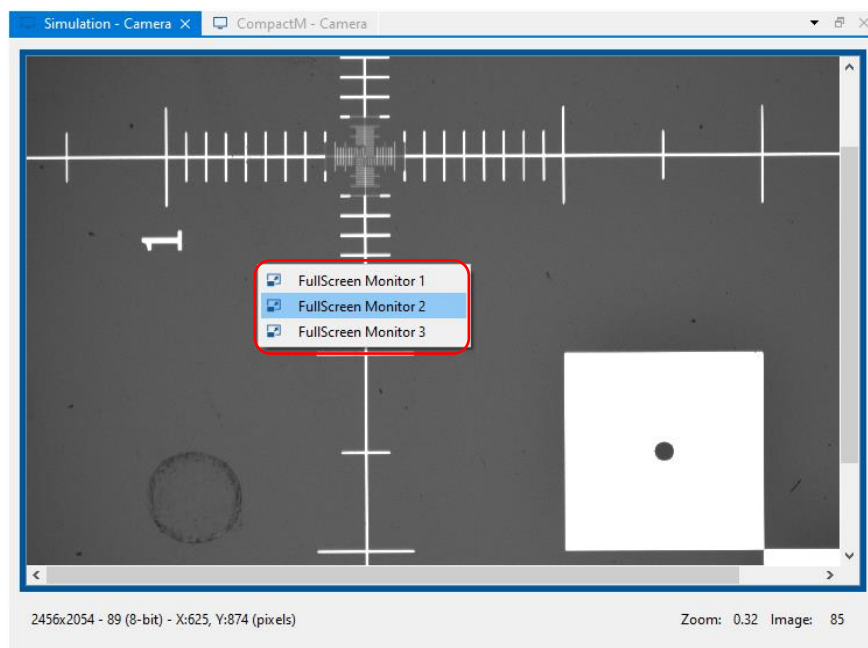 Simulation - Camera
CompactM - Camera
1
FullScreen Monitor 1
FullScreen Monitor 2
FullScreen Monitor 3
2456x2054 - 89 (8-bit) - X:625, Y:874 (pixels)
Zoom: 0.32 Image: 85